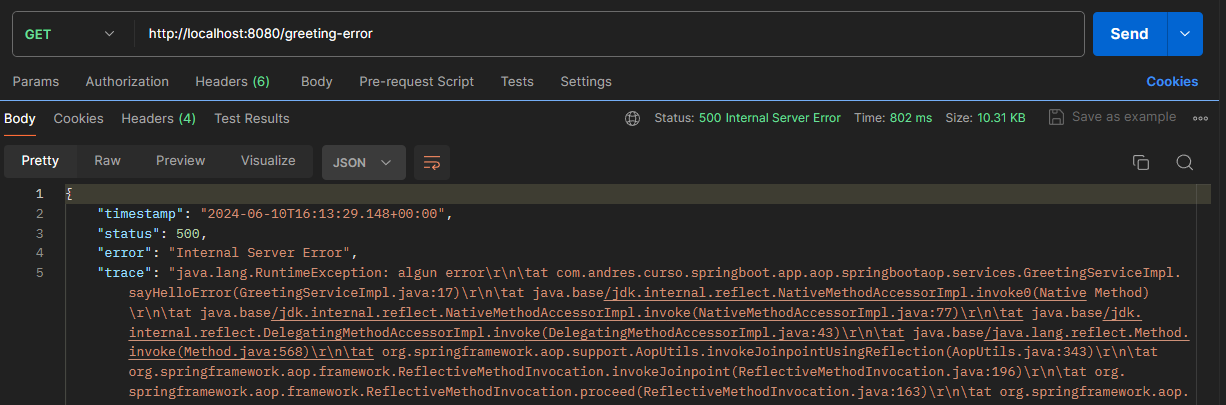 GET http://localhost:8080/greeting-error Send
Params Authorization Headers (6) Body Pre-request Script Tests Settings Cookies
Body Cookies Headers (4) Test Results Status: 500 Internal Server Error Time: 802 ms Size: 10.31 KB Save as example
Pretty Raw Preview Visualize JSON
1 {
2 "timestamp": "2024-06-10T16:13:29.148+00:00",
3 "status": 500,
4 "error": "Internal Server Error",
5 "trace": "java.lang.RuntimeException: algun error\r\n\tat com.andres.curso.springboot.app.aop.springbootaop.services.GreetingServiceImpl.
sayHelloError(GreetingServiceImpl.java:17)\r\n\tat java.base/jdk.internal.reflect.NativeMethodAccessorImpl.invoke0(Native Method)
\r\n\tat java.base/jdk.internal.reflect.NativeMethodAccessorImpl.invoke(NativeMethodAccessorImpl.java:77)\r\n\tat java.base/jdk.
internal.reflect.DelegatingMethodAccessorImpl.invoke(DelegatingMethodAccessorImpl.java:43)\r\n\tat java.base/java.lang.reflect.Method.
invoke(Method.java:568)\r\n\tat org.springframework.aop.support.AopUtils.invokeJoinpointUsingReflection(AopUtils.java:343)\r\n\tat
org.springframework.aop.framework.ReflectiveMethodInvocation.invokeJoinpoint(ReflectiveMethodInvocation.java:196)\r\n\tat org.
springframework.aop.framework.ReflectiveMethodInvocation.proceed(ReflectiveMethodInvocation.java:163)\r\n\tat org.springframework.aop.